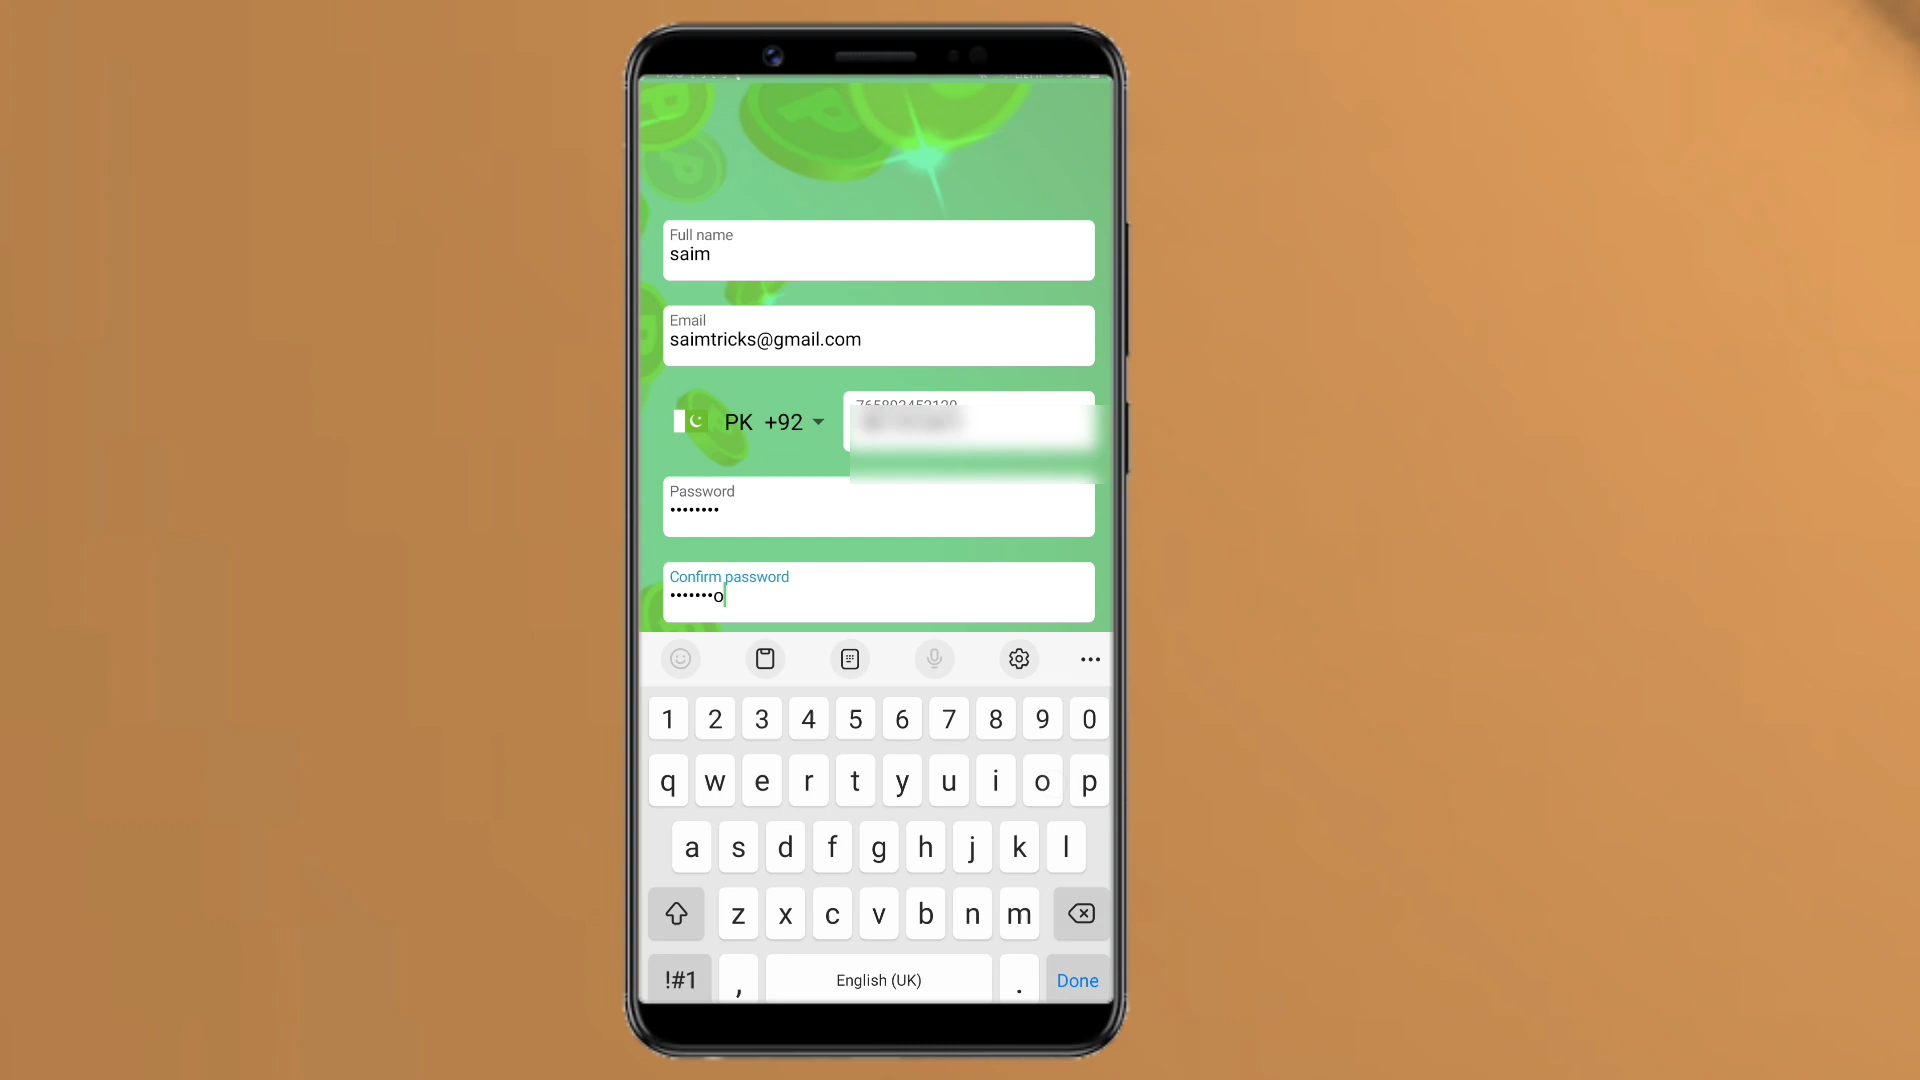 Full name
saim
Email
saimtricks@gmail.com
PK +92
Password
••••••••
Confirm password
•••••••o
1 2 3 4 5 6 7 8 9 0
q w e r t y u i o p
a s d f g h j k l
z x c v b n m
!#1 , English (UK) . Done